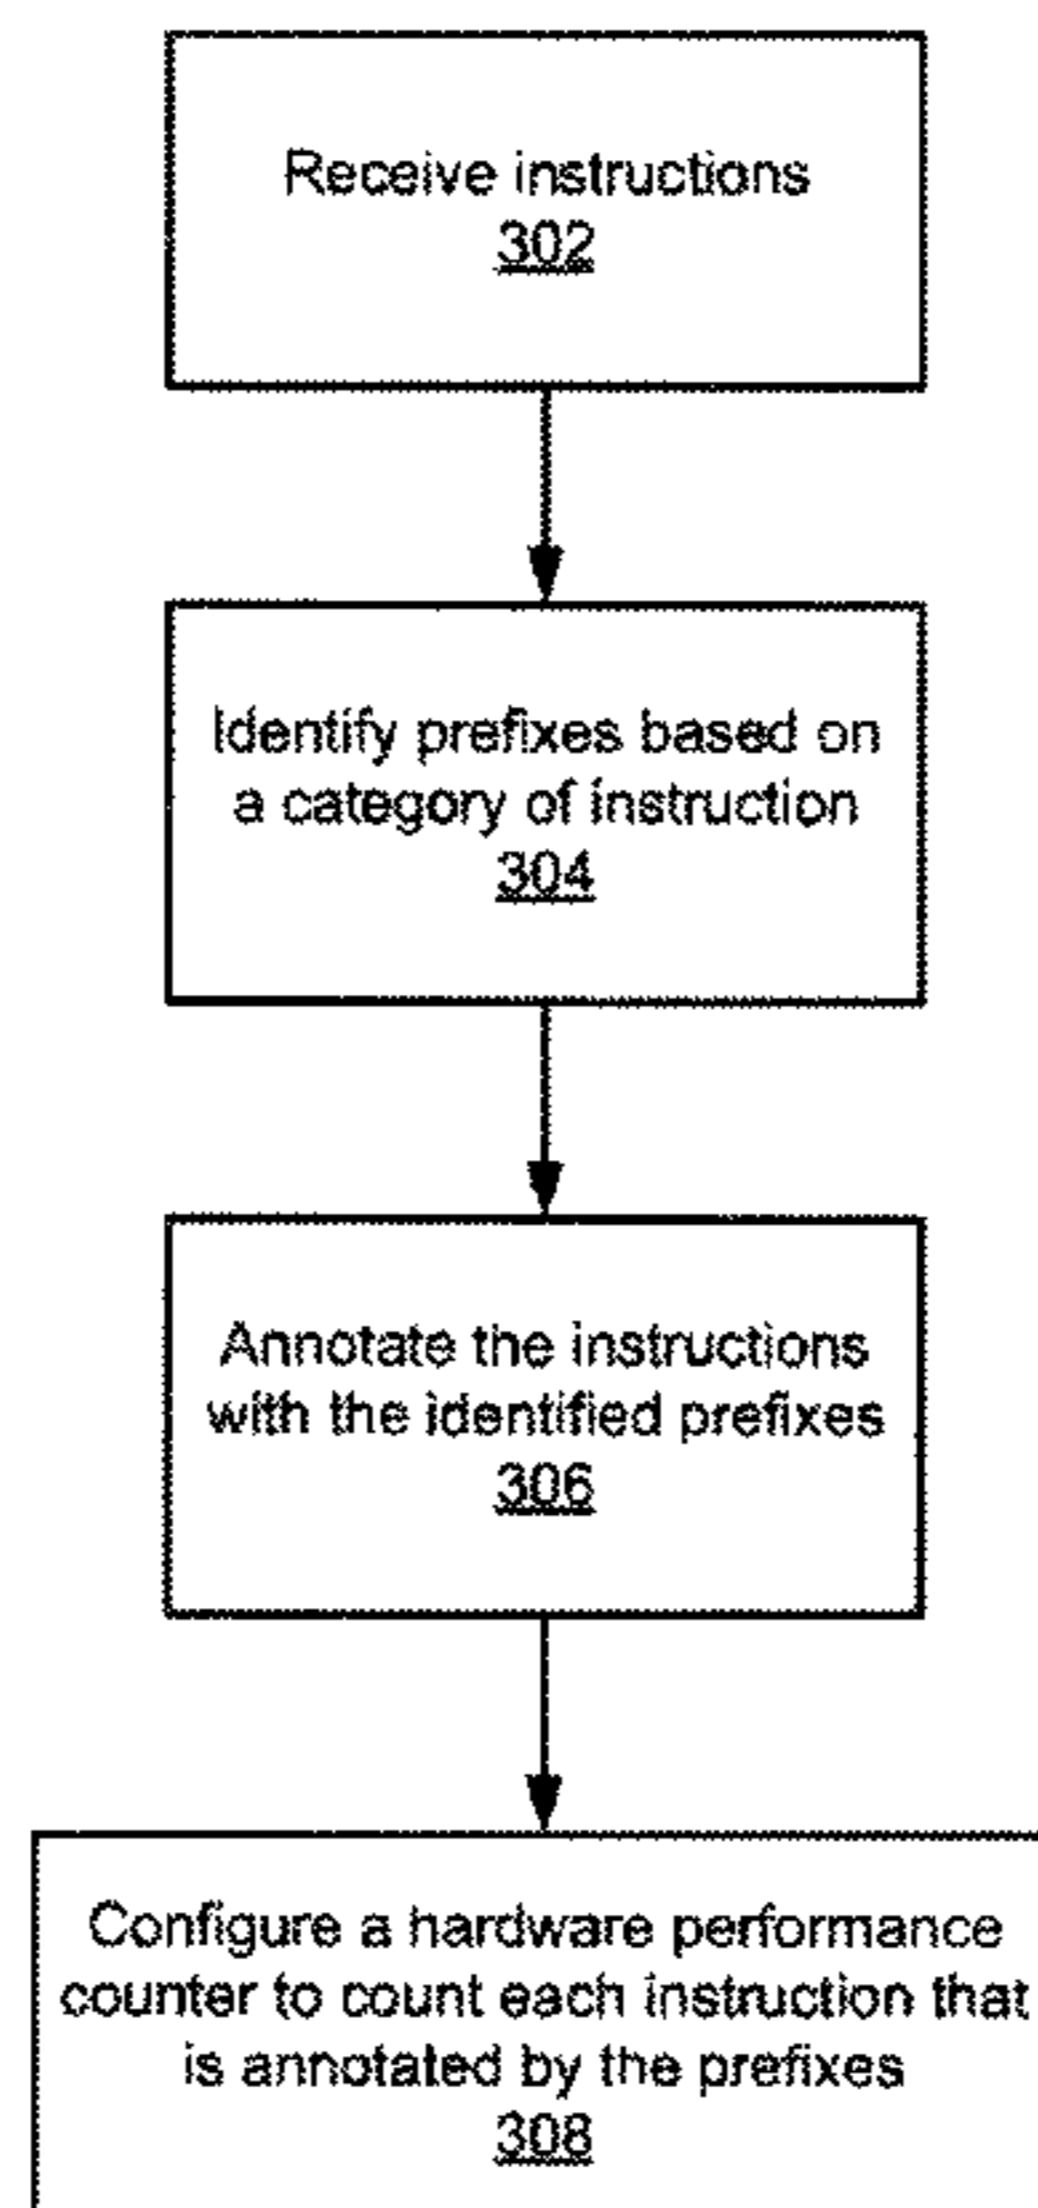 Receive instructions
302
Identify prefixes based on
a category of instruction
304
Annotate the instructions
with the identified prefixes
306
Configure a hardware performance
counter to count each instruction that
is annotated by the prefixes
308